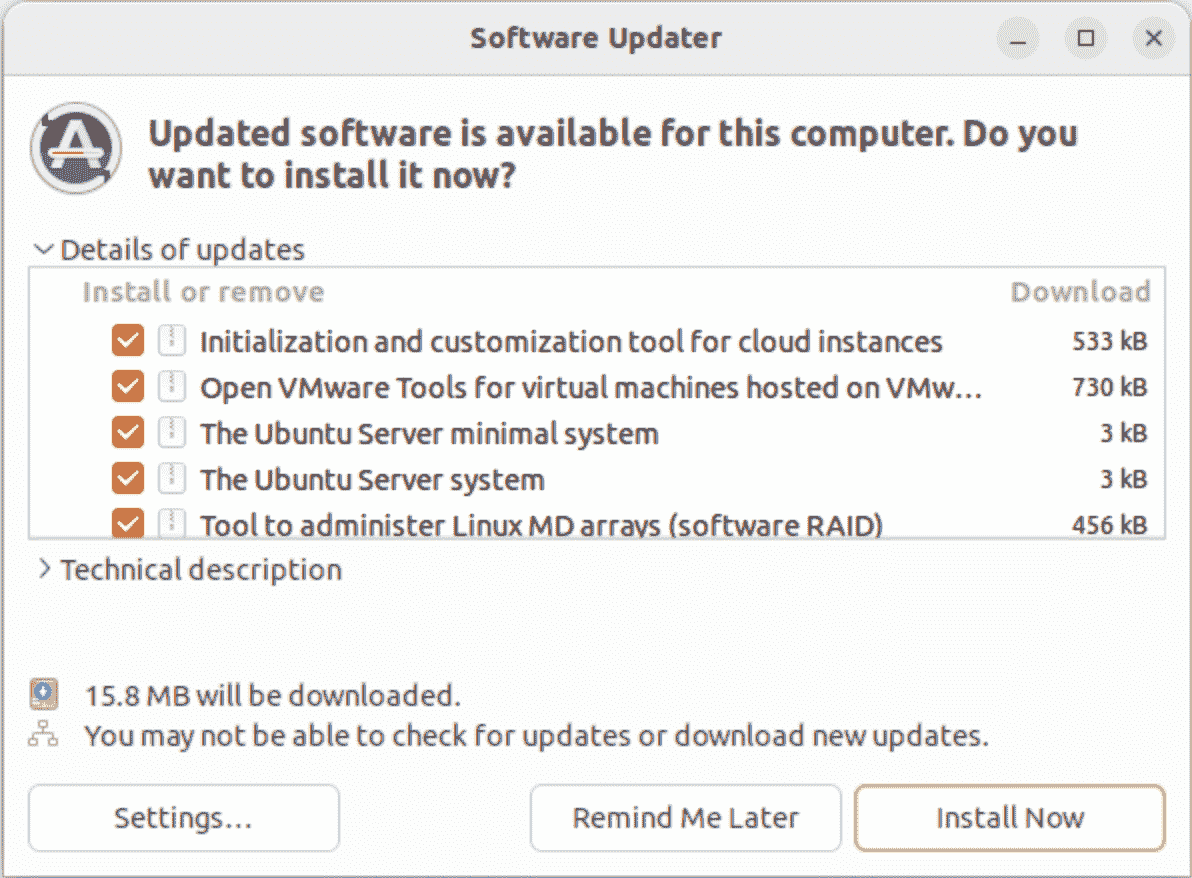 Software Updater
Updated software is available for this computer. Do you
want to install it now?
Details of updates
Install or remove Download
Initialization and customization tool for cloud instances 533 kB
Open VMware Tools for virtual machines hosted on VMw... 730 kB
The Ubuntu Server minimal system 3 kB
The Ubuntu Server system 3 kB
Tool to administer Linux MD arrays (software RAID) 456 kB
Technical description
15.8 MB will be downloaded.
You may not be able to check for updates or download new updates.
Settings... Remind Me Later Install Now